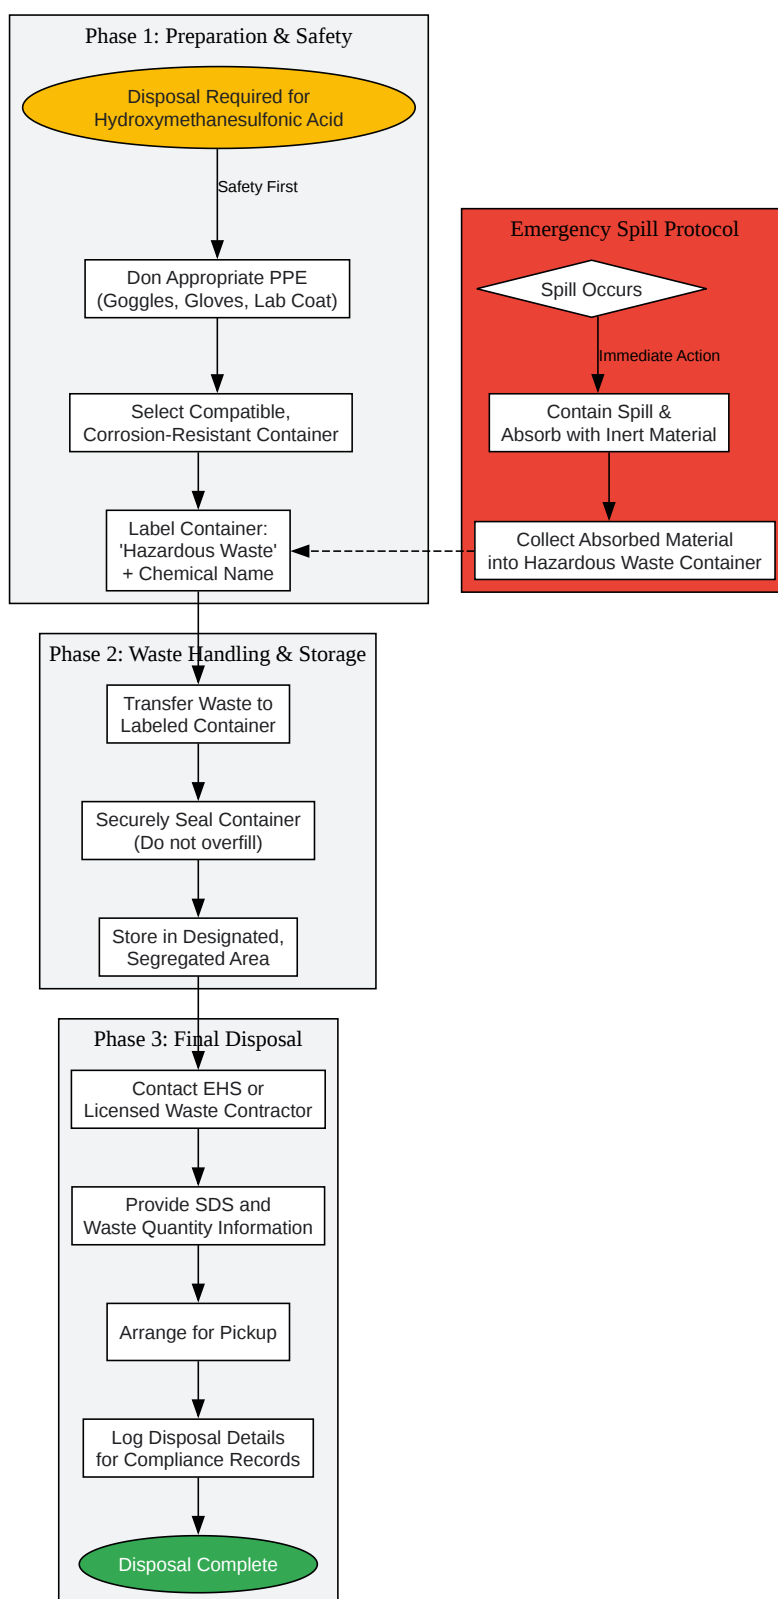 Phase 1: Preparation & Safety
Disposal Required for
Hydroxymethanesulfonic Acid
Safety First
Don Appropriate PPE
(Goggles, Gloves, Lab Coat)
Select Compatible,
Corrosion-Resistant Container
Label Container:
'Hazardous Waste'
+ Chemical Name
Emergency Spill Protocol
Spill Occurs
Immediate Action
Contain Spill &
Absorb with Inert Material
Collect Absorbed Material
into Hazardous Waste Container
Phase 2: Waste Handling & Storage
Transfer Waste to
Labeled Container
Securely Seal Container
(Do not overfill)
Store in Designated,
Segregated Area
Phase 3: Final Disposal
Contact EHS or
Licensed Waste Contractor
Provide SDS and
Waste Quantity Information
Arrange for Pickup
Log Disposal Details
for Compliance Records
Disposal Complete